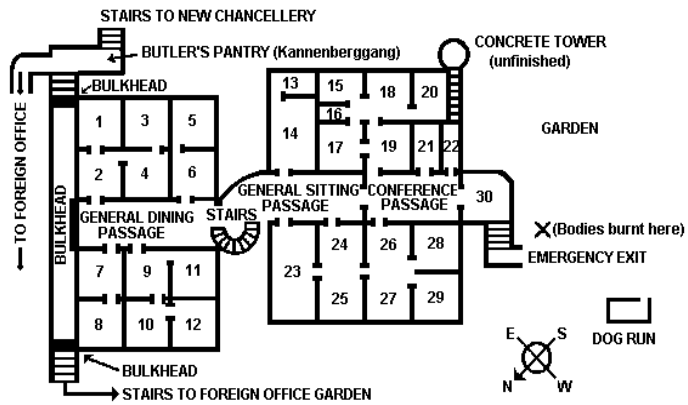 STAIRS TO NEW CHANCELLERY
BUTLER'S PANTRY (Kannenberggang)
CONCRETE TOWER
(unfinished)
BULKHEAD
TO FOREIGN OFFICE
BULKHEAD
1 3 5
2 4 6
GENERAL DINING
PASSAGE
STAIRS
7 9 11
8 10 12
13 15 18 20
16
14 17 19 21 22
GENERAL SITTING
PASSAGE
CONFERENCE
PASSAGE
30
23 24 26 28
25 27 29
GARDEN
(Bodies burnt here)
EMERGENCY EXIT
DOG RUN
E S
N W
BULKHEAD
STAIRS TO FOREIGN OFFICE GARDEN